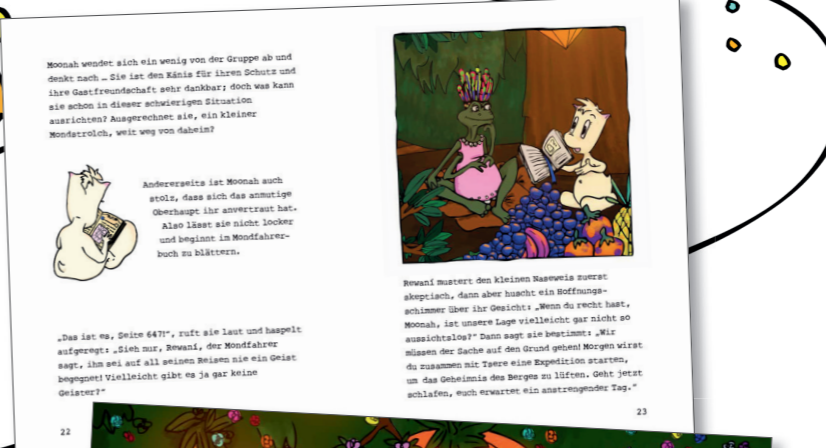 Moonah wendet sich ein wenig von der Gruppe ab und
denkt nach … Sie ist den Kānis für ihren Schutz und
ihre Gastfreundschaft sehr dankbar; doch was kann
sie schon in dieser schwierigen Situation
ausrichten? Ausgerechnet sie, ein kleiner
Mondstrolch, weit weg von daheim?
Andererseits ist Moonah auch
stolz, dass sich das anmutige
Oberhaupt ihr anvertraut hat.
Also lässt sie nicht locker
und beginnt im Mondfahrer-
buch zu blättern.
„Das ist es, Seite 647!“, ruft sie laut und haspelt
aufgeregt: „Sieh nur, Rewaní, der Mondfahrer
sagt, ihm sei auf all seinen Reisen nie ein Geist
begegnet! Vielleicht gibt es ja gar keine
Geister?“
22
Rewaní mustert den kleinen Naseweis zuerst
skeptisch, dann aber huscht ein Hoffnungs-
schimmer über ihr Gesicht: „Wenn du recht hast,
Moonah, ist unsere Lage vielleicht gar nicht so
aussichtslos?“ Dann sagt sie bestimmt: „Wir
müssen der Sache auf den Grund gehen! Morgen wirst
du zusammen mit Tsere eine Expedition starten,
um das Geheimnis des Berges zu lüften. Geht jetzt
schlafen, euch erwartet ein anstrengender Tag.“
23